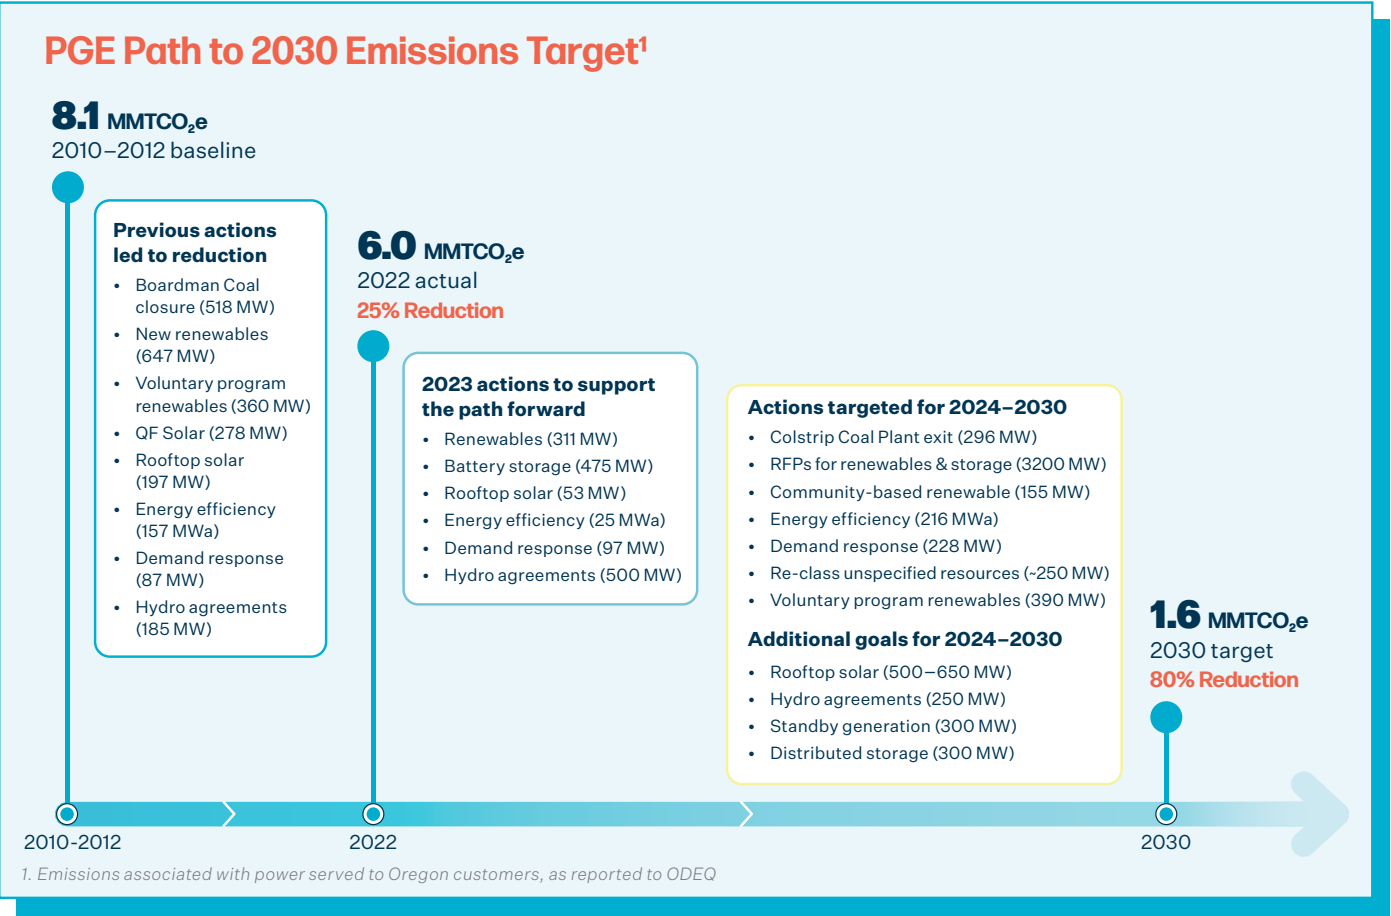 PGE Path to 2030 Emissions Target¹
8.1 MMTCO₂e
2010–2012 baseline
Previous actions
led to reduction
• Boardman Coal
closure (518 MW)
• New renewables
(647 MW)
• Voluntary program
renewables (360 MW)
• QF Solar (278 MW)
• Rooftop solar
(197 MW)
• Energy efficiency
(157 MWa)
• Demand response
(87 MW)
• Hydro agreements
(185 MW)
6.0 MMTCO₂e
2022 actual
25% Reduction
2023 actions to support
the path forward
• Renewables (311 MW)
• Battery storage (475 MW)
• Rooftop solar (53 MW)
• Energy efficiency (25 MWa)
• Demand response (97 MW)
• Hydro agreements (500 MW)
Actions targeted for 2024–2030
• Colstrip Coal Plant exit (296 MW)
• RFPs for renewables & storage (3200 MW)
• Community-based renewable (155 MW)
• Energy efficiency (216 MWa)
• Demand response (228 MW)
• Re-class unspecified resources (~250 MW)
• Voluntary program renewables (390 MW)
Additional goals for 2024–2030
• Rooftop solar (500–650 MW)
• Hydro agreements (250 MW)
• Standby generation (300 MW)
• Distributed storage (300 MW)
1.6 MMTCO₂e
2030 target
80% Reduction
2010-2012
2022
2030
1. Emissions associated with power served to Oregon customers, as reported to ODEQ